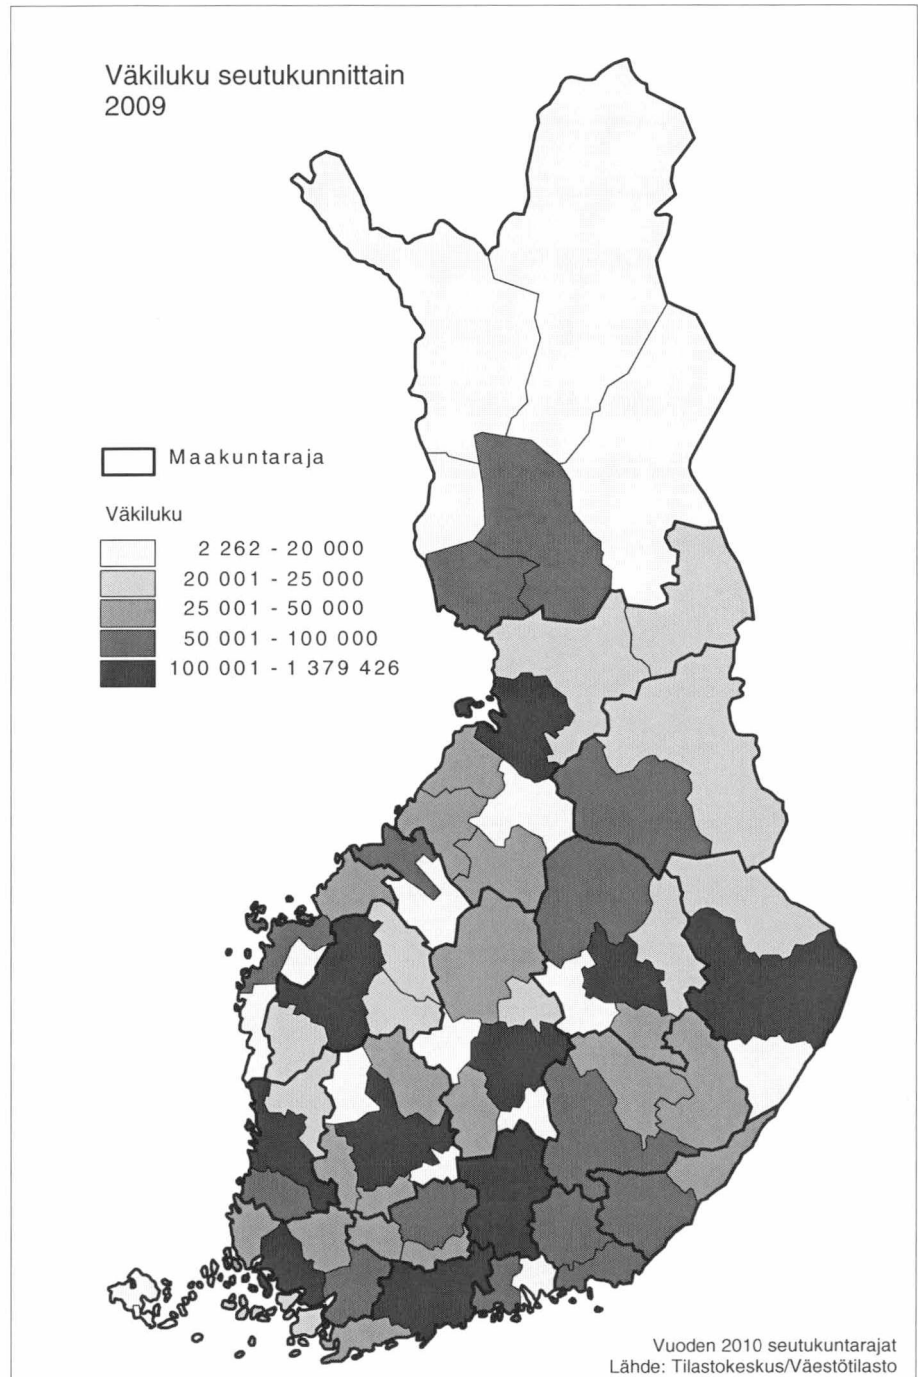 Väkiluku seutukunnittain
2009
Maakuntaraja
Väkiluku
2 262 - 20 000
20 001 - 25 000
25 001 - 50 000
50 001 - 100 000
100 001 - 1 379 426
Vuoden 2010 seutukuntarajat
Lähde: Tilastokeskus/Väestötilasto